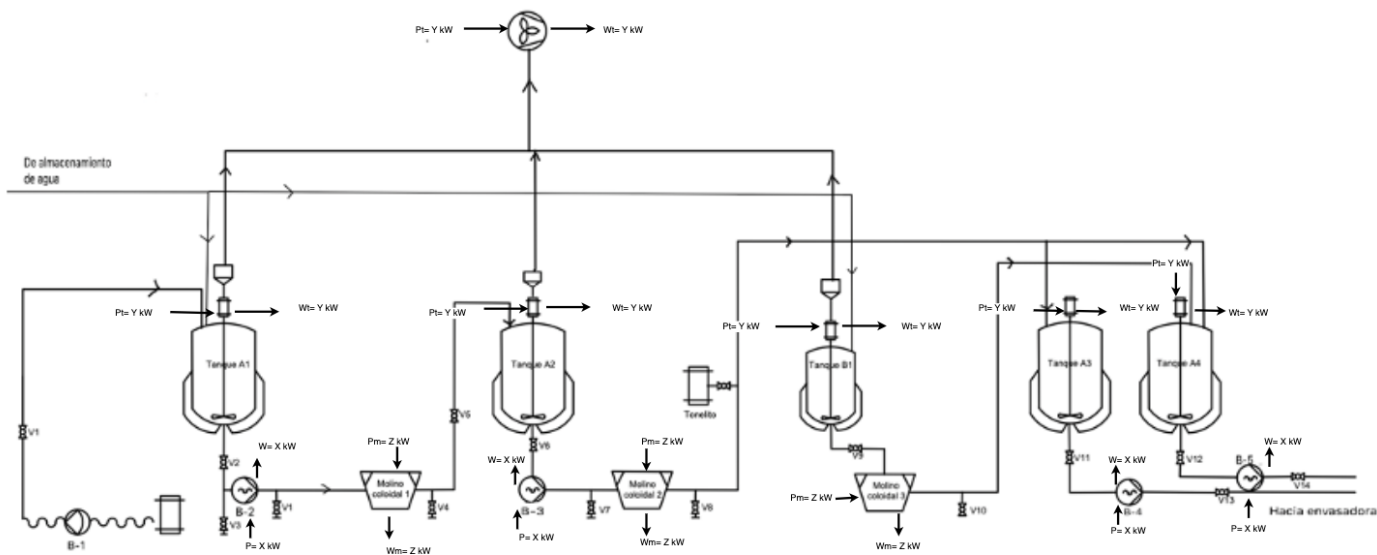 Pt= Y kW
Wt= Y kW
De almacenamiento
de agua
Pt= Y kW
Wt= Y kW
Pt= Y kW
Wt= Y kW
Pt= Y kW
Wt= Y kW
Pt= Y kW
Wt= Y kW
Pt= Y kW
Wt= Y kW
Tanque A1
Tanque A2
Tanque B1
Tanque A3
Tanque A4
Tonelito
V1
V5
V2
W= X kW
Pm= Z kW
V6
W= X kW
Pm= Z kW
V9
V11
W= X kW
V12
W= X kW
B-5
V14
Molino
coloidal 1
Molino
coloidal 2
Molino
coloidal 3
Pm= Z kW
B-2
V1
V4
V3
B-3
V7
V8
V10
B-4
V13
Hacia envasadora
B-1
P= X kW
Wm= Z kW
P= X kW
Wm= Z kW
Wm= Z kW
P= X kW
P= X kW